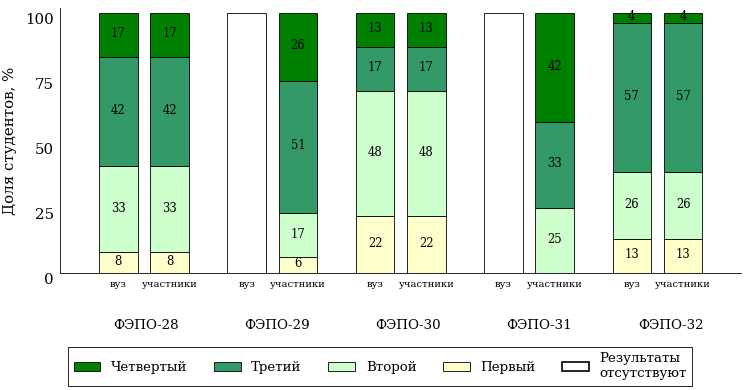 Доля студентов, %
100
75
50
25
0
17 17 26 13 13 42 4 4
42 42 51 17 17 33 57 57
33 33 17 48 48 25 26 26
8 8 6 22 22 13 13
вуз участники вуз участники вуз участники вуз участники вуз участники
ФЭПО-28 ФЭПО-29 ФЭПО-30 ФЭПО-31 ФЭПО-32
Четвертый Третий Второй Первый Результаты
отсутствуют